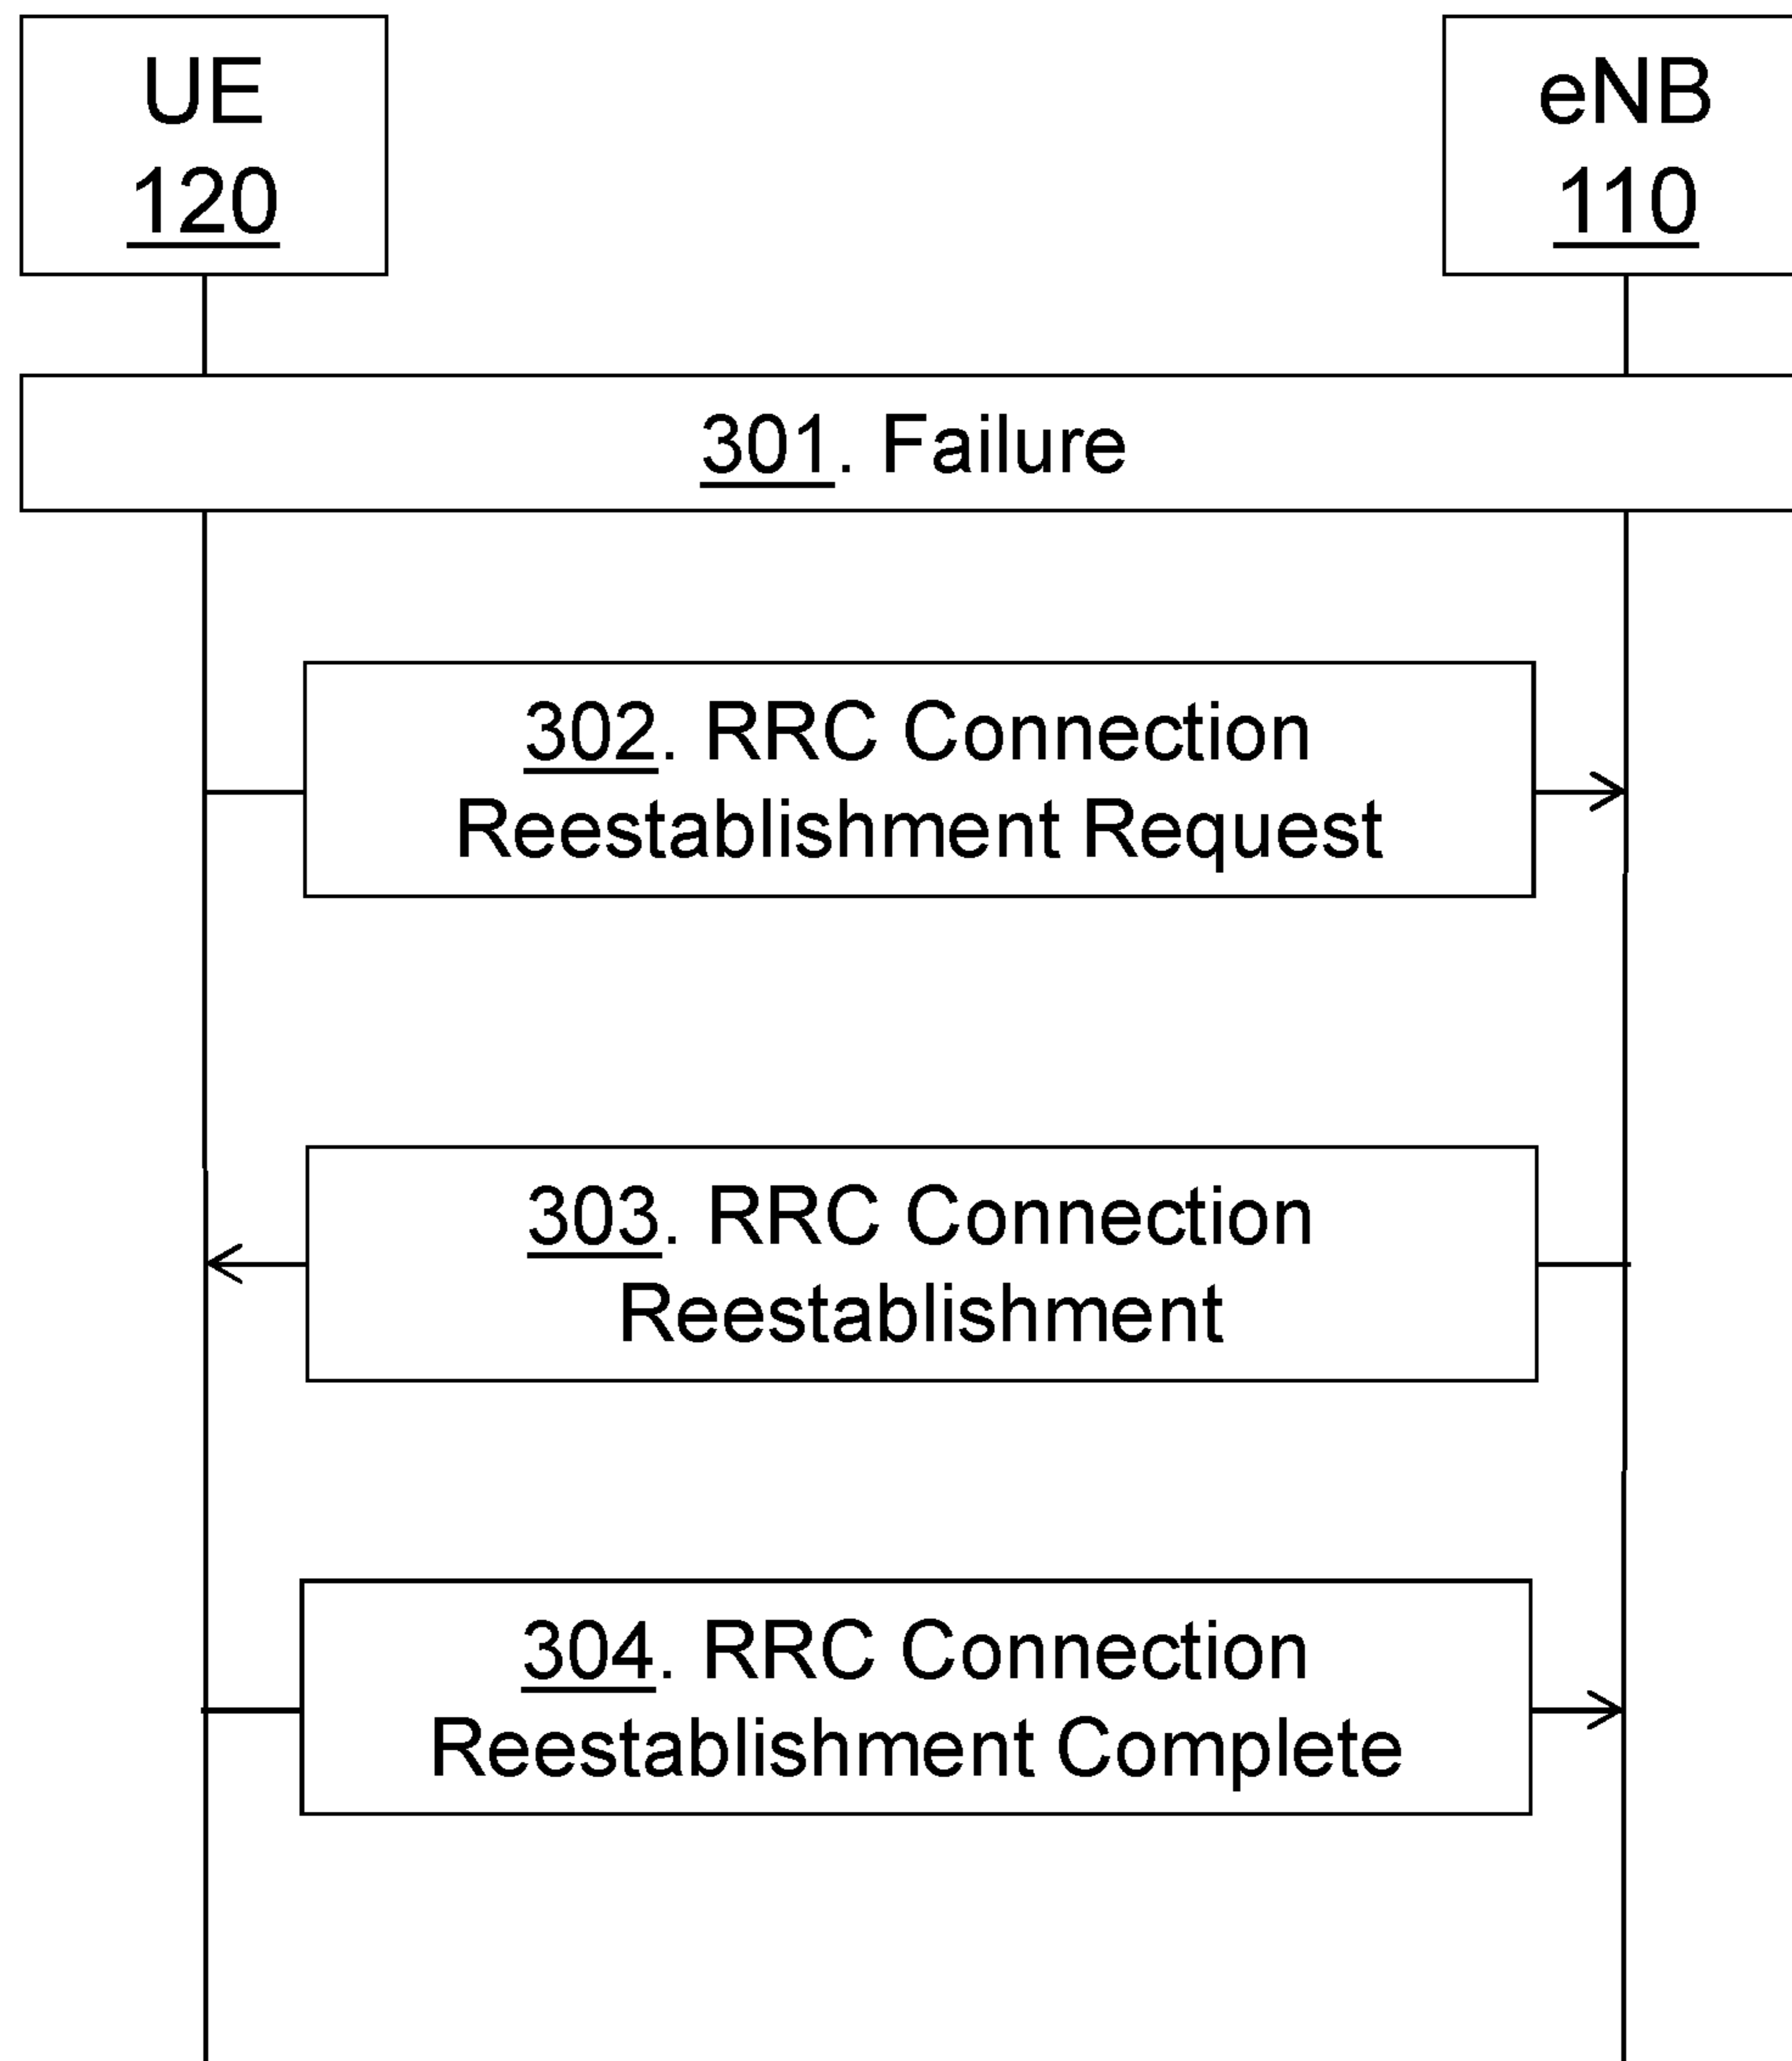 UE
120
eNB
110
301. Failure
302. RRC Connection
Reestablishment Request
303. RRC Connection
Reestablishment
304. RRC Connection
Reestablishment Complete